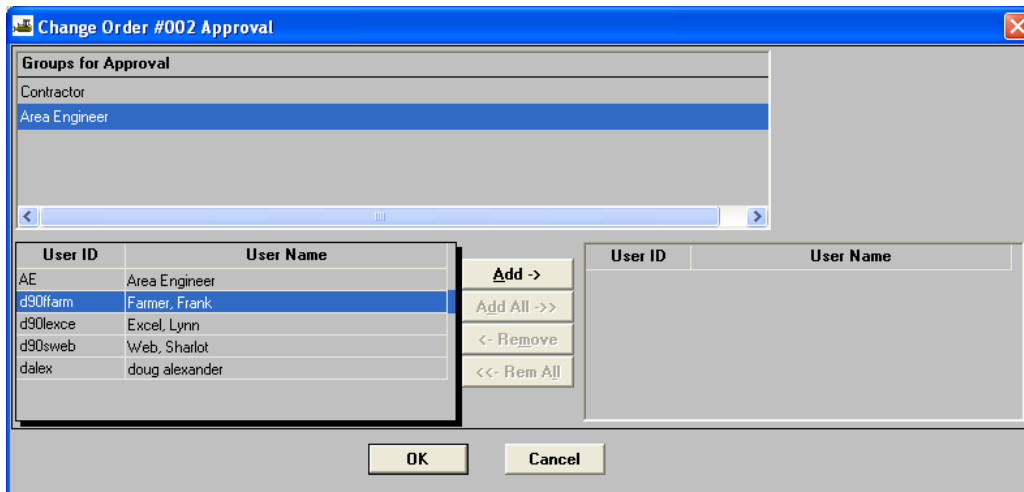 Change Order #002 Approval
Groups for Approval
Contractor
Area Engineer
User ID User Name
AE Area Engineer
d90ffarm Farmer, Frank
d90lexce Excel, Lynn
d90sweb Web, Sharlot
dalex doug alexander
Add ->
Add All ->>
<- Remove
<<- Rem All
User ID User Name
OK Cancel